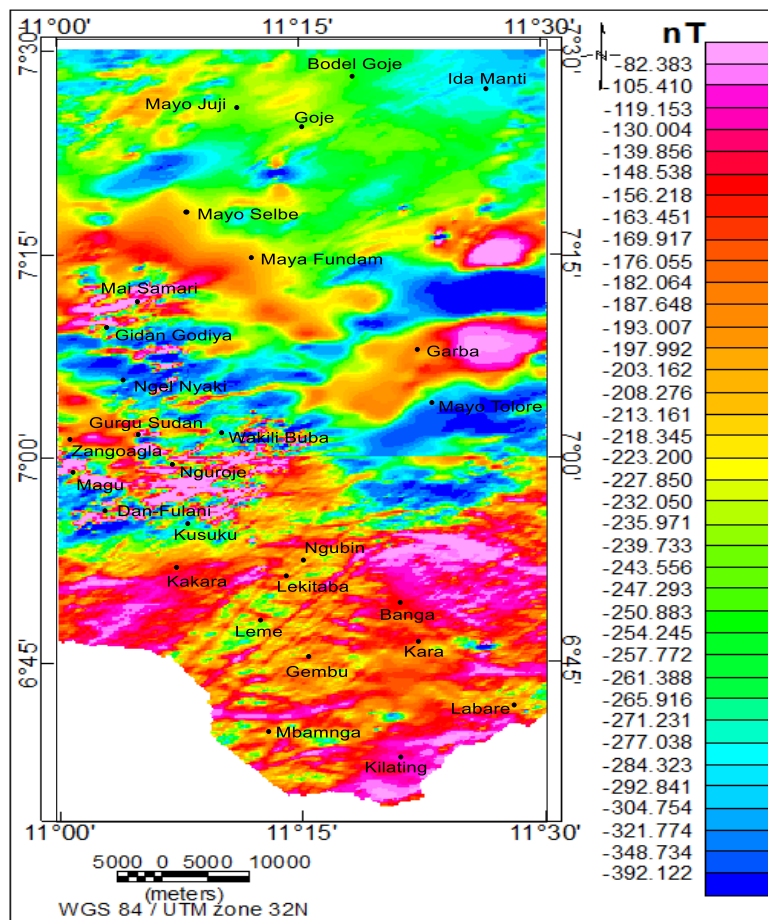 11°00' 11°15' 11°30'
nT
N
7°30'
Bodel Goje
Ida Manti
Mayo Juji
Goje
Mayo Selbe
7°15'
7°15'
Maya Fundam
Mai Samari
Gidan Godiya
Garba
Ngel Nyaki
Mayo Tolore
Gurgu Sudan
Wakili Buba
Zangoagla
7°00'
7°00'
Nguroje
Magu
Dan-Fulani
Kusuku
Ngubin
Kakara
Lekitaba
Banga
Leme
Kara
Gembu
6°45'
6°45'
Labare
Mbamnga
Kilating
11°00' 11°15' 11°30'
5000 0 5000 10000
(meters)
WGS 84 / UTM zone 32N
7°30'
-82.383
-105.410
-119.153
-130.004
-139.856
-148.538
-156.218
-163.451
-169.917
-176.055
-182.064
-187.648
-193.007
-197.992
-203.162
-208.276
-213.161
-218.345
-223.200
-227.850
-232.050
-235.971
-239.733
-243.556
-247.293
-250.883
-254.245
-257.772
-261.388
-265.916
-271.231
-277.038
-284.323
-292.841
-304.754
-321.774
-348.734
-392.122